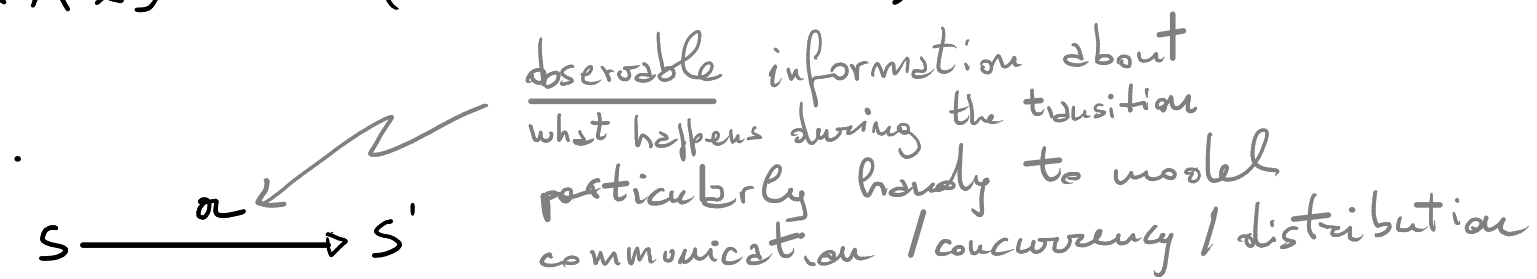 observable information about
what happens during the transition
particularly handy to model
communication / concurrency / distribution
a
S S'